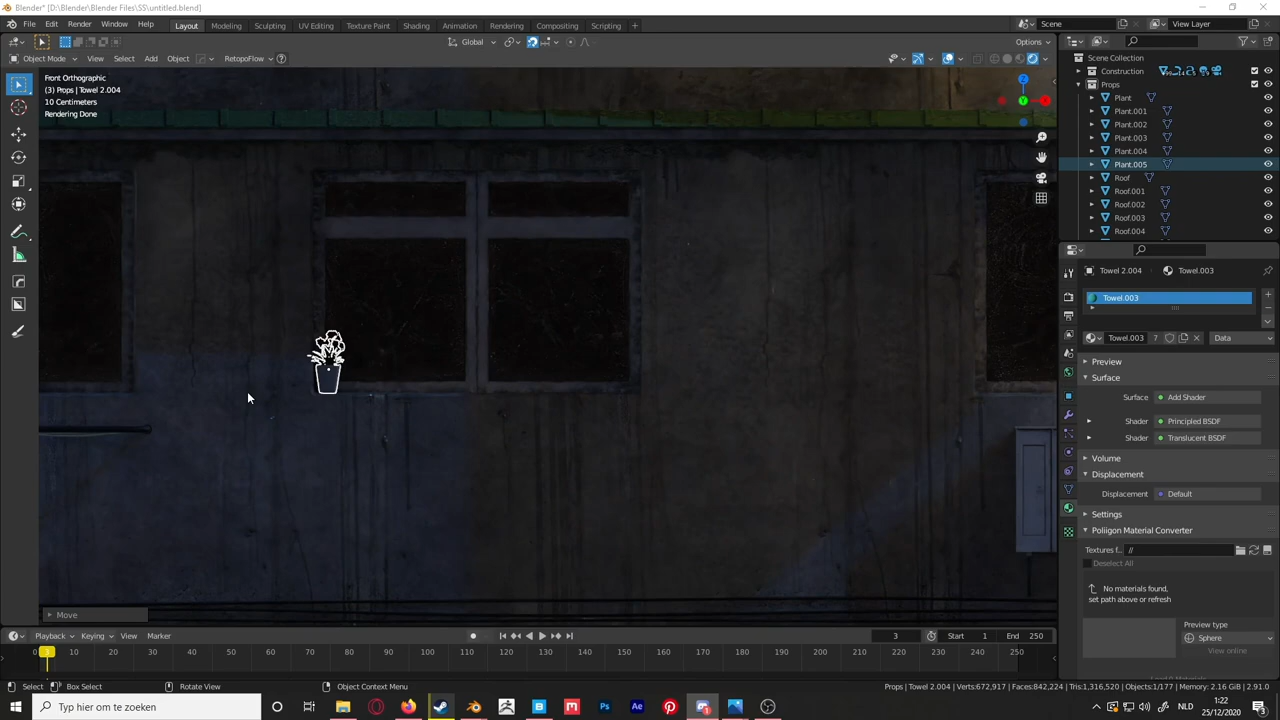 Blender* [D:\Blender\Blender Files\SS\untitled.blend]
File Edit Render Window Help Layout Modeling Sculpting UV Editing Texture Paint Shading Animation Rendering Compositing Scripting Scene View Layer
Global Options
Object Mode View Select Add Object RetopoFlow
Front Orthographic
(3) Props | Towel 2.004
10 Centimeters
Rendering Done
Scene Collection
Construction
Props
Plant
Plant.001
Plant.002
Plant.003
Plant.004
Plant.005
Roof
Roof.001
Roof.002
Roof.003
Roof.004
Towel 2.004 Towel.003
Towel.003
Towel.003 7 Data
Preview
Surface
Surface Add Shader
Shader Principled BSDF
Shader Translucent BSDF
Volume
Displacement
Displacement Default
Settings
Poliigon Material Converter
Textures f.. //
Deselect All
No materials found,
set path above or refresh
Preview type
Sphere
View online
Move
Playback Keying View Marker 3 Start 1 End 250
0 3 10 20 30 40 50 60 70 80 90 100 110 120 130 140 150 160 170 180 190 200 210 220 230 240 250
Select Box Select Rotate View Object Context Menu Props | Towel 2.004 | Verts:672,917 | Faces:842,224 | Tris:1,316,520 | Objects:1/177 | Memory: 2.16 GiB | 2.91.0
Typ hier om te zoeken NLD 1:22
25/12/2020